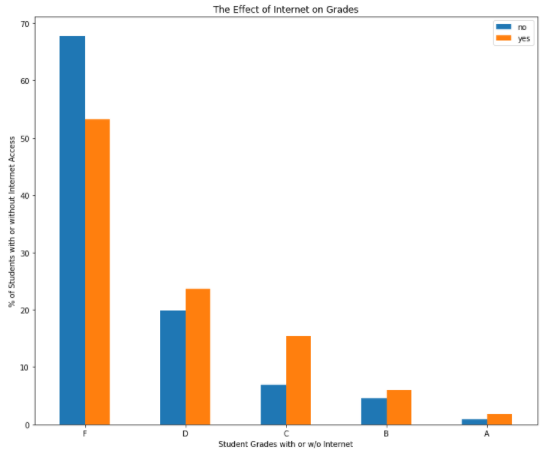 The Effect of Internet on Grades
no
yes
% of Students with or without Internet Access
70
60
50
40
30
20
10
0
F D C B A
Student Grades with or w/o Internet